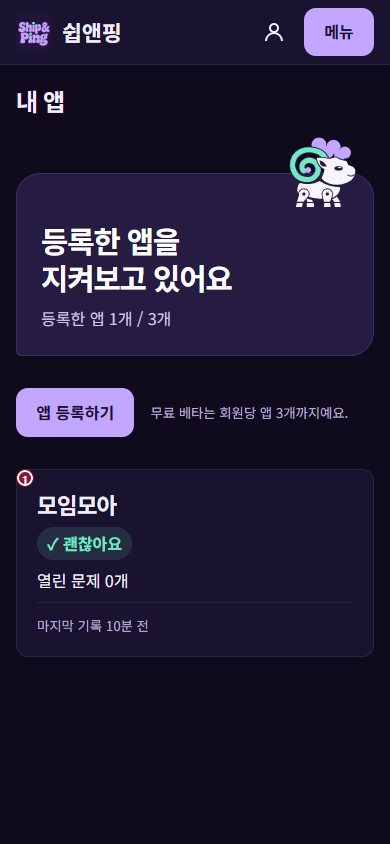 Ship&
Ping
쉽앤핑
메뉴
내 앱
등록한 앱을
지켜보고 있어요
등록한 앱 1개 / 3개
앱 등록하기
무료 베타는 회원당 앱 3개까지예요.
1
모임모아
✓ 괜찮아요
열린 문제 0개
마지막 기록 10분 전